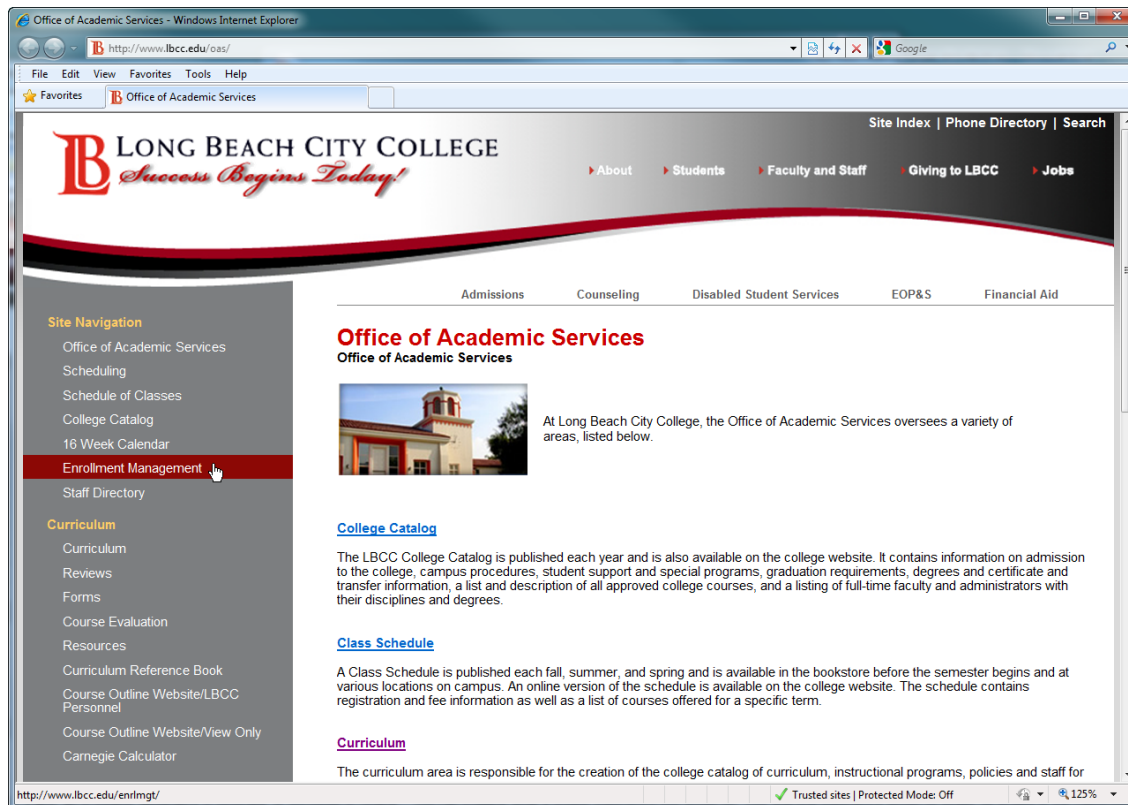 Office of Academic Services - Windows Internet Explorer
http://www.lbcc.edu/oas/
Google
File Edit View Favorites Tools Help
Favorites
Office of Academic Services
Site Index | Phone Directory | Search
LONG BEACH CITY COLLEGE
Success Begins Today!
About Students Faculty and Staff Giving to LBCC Jobs
Admissions Counseling Disabled Student Services EOP&S Financial Aid
Site Navigation
Office of Academic Services
Scheduling
Schedule of Classes
College Catalog
16 Week Calendar
Enrollment Management
Staff Directory
Curriculum
Curriculum
Reviews
Forms
Course Evaluation
Resources
Curriculum Reference Book
Course Outline Website/LBCC
Personnel
Course Outline Website/View Only
Carnegie Calculator
Office of Academic Services
Office of Academic Services
At Long Beach City College, the Office of Academic Services oversees a variety of
areas, listed below.
College Catalog
The LBCC College Catalog is published each year and is also available on the college website. It contains information on admission
to the college, campus procedures, student support and special programs, graduation requirements, degrees and certificate and
transfer information, a list and description of all approved college courses, and a listing of full-time faculty and administrators with
their disciplines and degrees.
Class Schedule
A Class Schedule is published each fall, summer, and spring and is available in the bookstore before the semester begins and at
various locations on campus. An online version of the schedule is available on the college website. The schedule contains
registration and fee information as well as a list of courses offered for a specific term.
Curriculum
The curriculum area is responsible for the creation of the college catalog of curriculum, instructional programs, policies and staff for
http://www.lbcc.edu/enrlmgt/
Trusted sites | Protected Mode: Off
125%